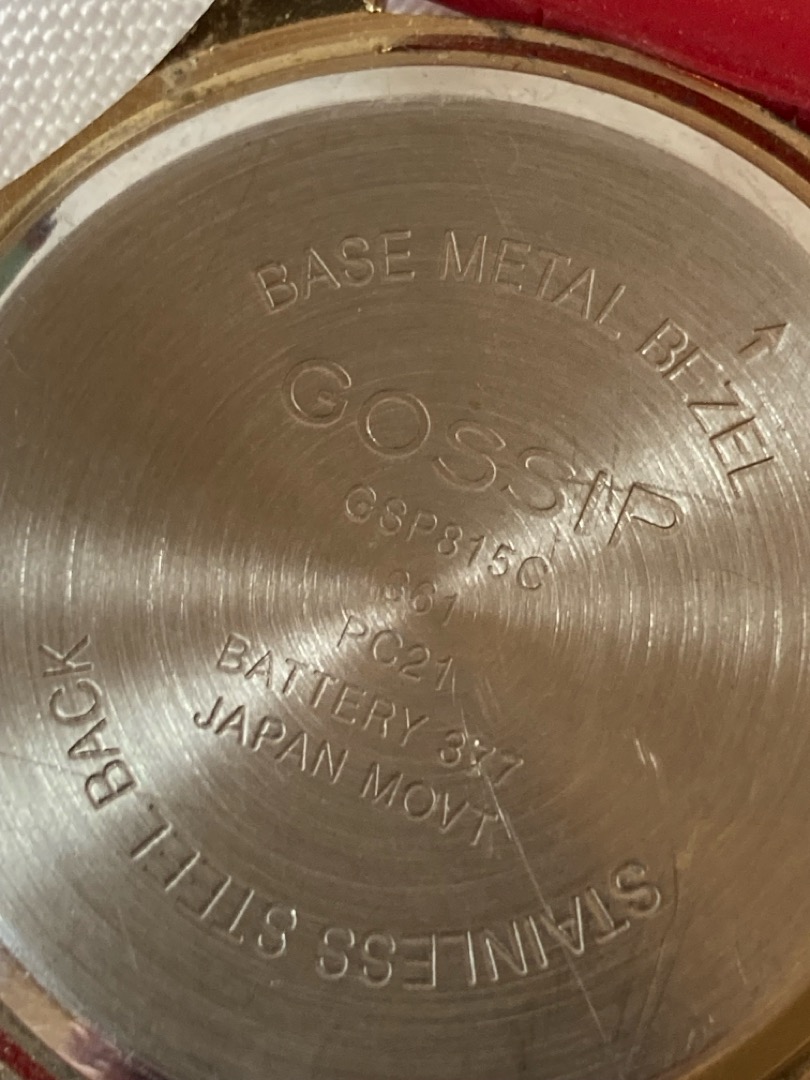 BASE METAL BEZEL
GOSSIP
GSP815C
PC21
BATTERY 377
JAPAN MOVT
STAINLESS STEEL BACK